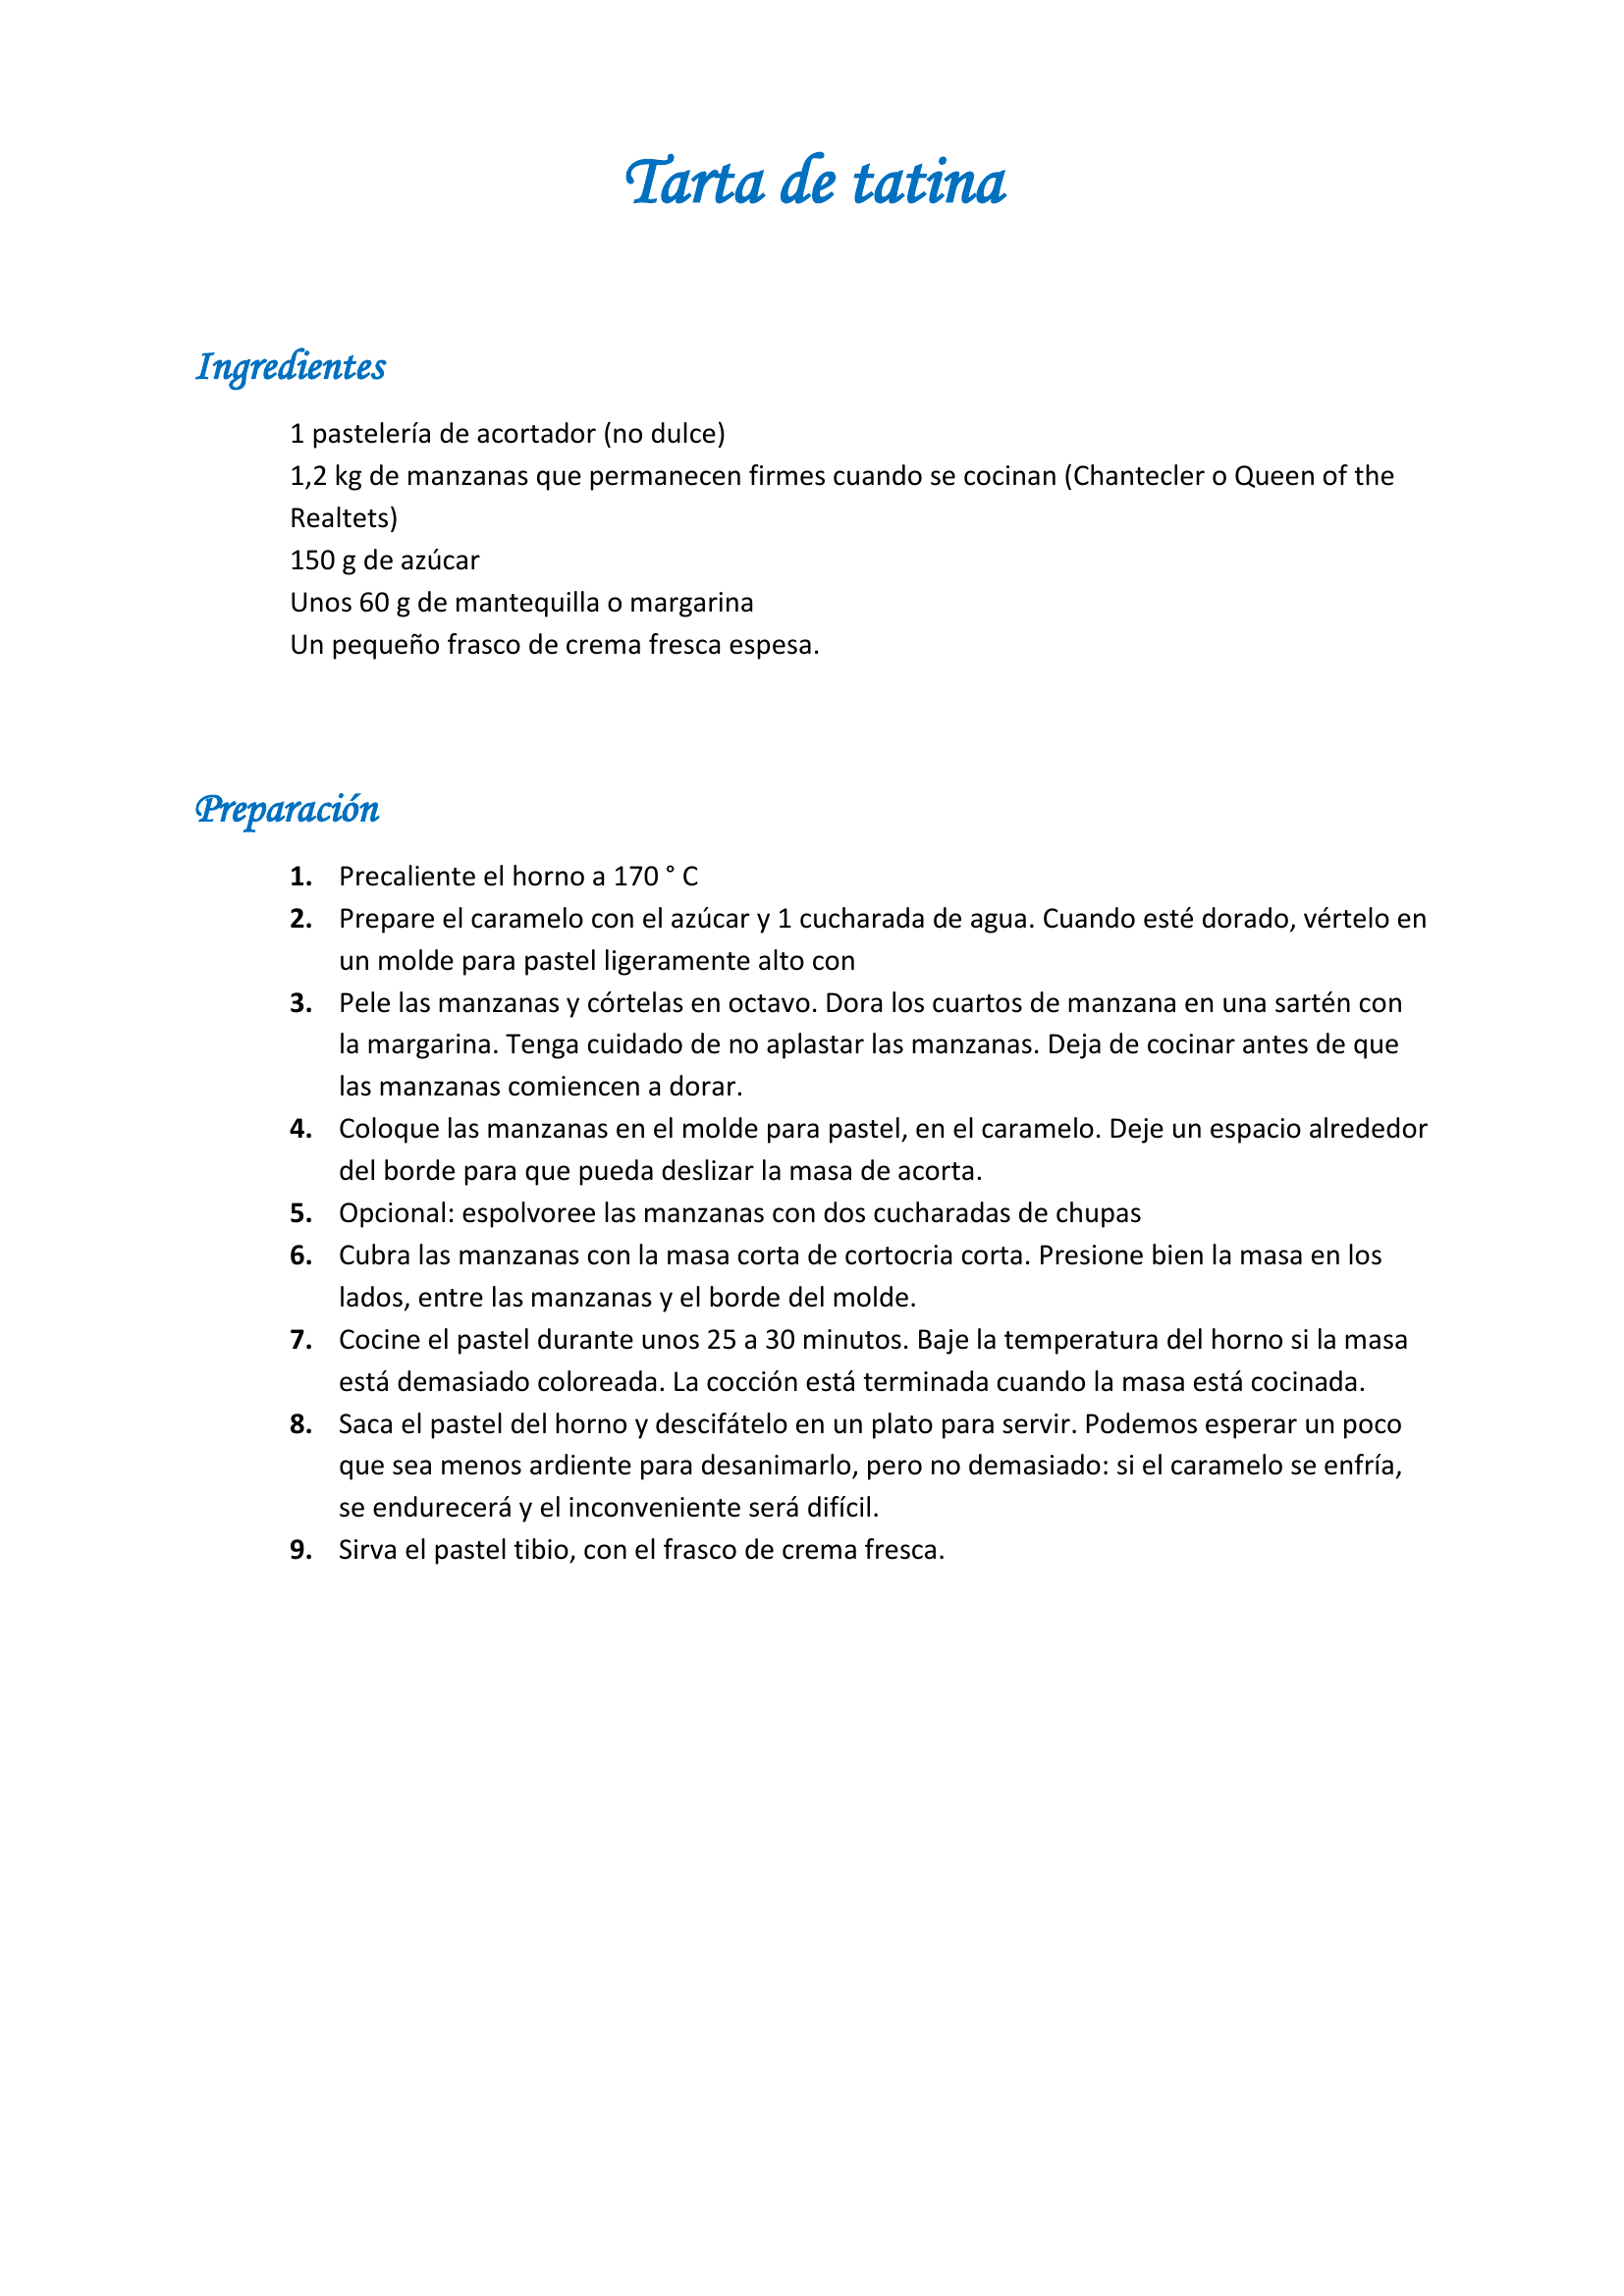 Tarta de tatina
Ingredientes
1 pastelería de acortador (no dulce)
1,2 kg de manzanas que permanecen firmes cuando se cocinan (Chantecler o Queen of the
Realtets)
150 g de azúcar
Unos 60 g de mantequilla o margarina
Un pequeño frasco de crema fresca espesa.
Preparación
1. Precaliente el horno a 170 ° C
2. Prepare el caramelo con el azúcar y 1 cucharada de agua. Cuando esté dorado, vértelo en
un molde para pastel ligeramente alto con
3. Pele las manzanas y córtelas en octavo. Dora los cuartos de manzana en una sartén con
la margarina. Tenga cuidado de no aplastar las manzanas. Deja de cocinar antes de que
las manzanas comiencen a dorar.
4. Coloque las manzanas en el molde para pastel, en el caramelo. Deje un espacio alrededor
del borde para que pueda deslizar la masa de acorta.
5. Opcional: espolvoree las manzanas con dos cucharadas de chupas
6. Cubra las manzanas con la masa corta de cortocria corta. Presione bien la masa en los
lados, entre las manzanas y el borde del molde.
7. Cocine el pastel durante unos 25 a 30 minutos. Baje la temperatura del horno si la masa
está demasiado coloreada. La cocción está terminada cuando la masa está cocinada.
8. Saca el pastel del horno y descifátelo en un plato para servir. Podemos esperar un poco
que sea menos ardiente para desanimarlo, pero no demasiado: si el caramelo se enfría,
se endurecerá y el inconveniente será difícil.
9. Sirva el pastel tibio, con el frasco de crema fresca.